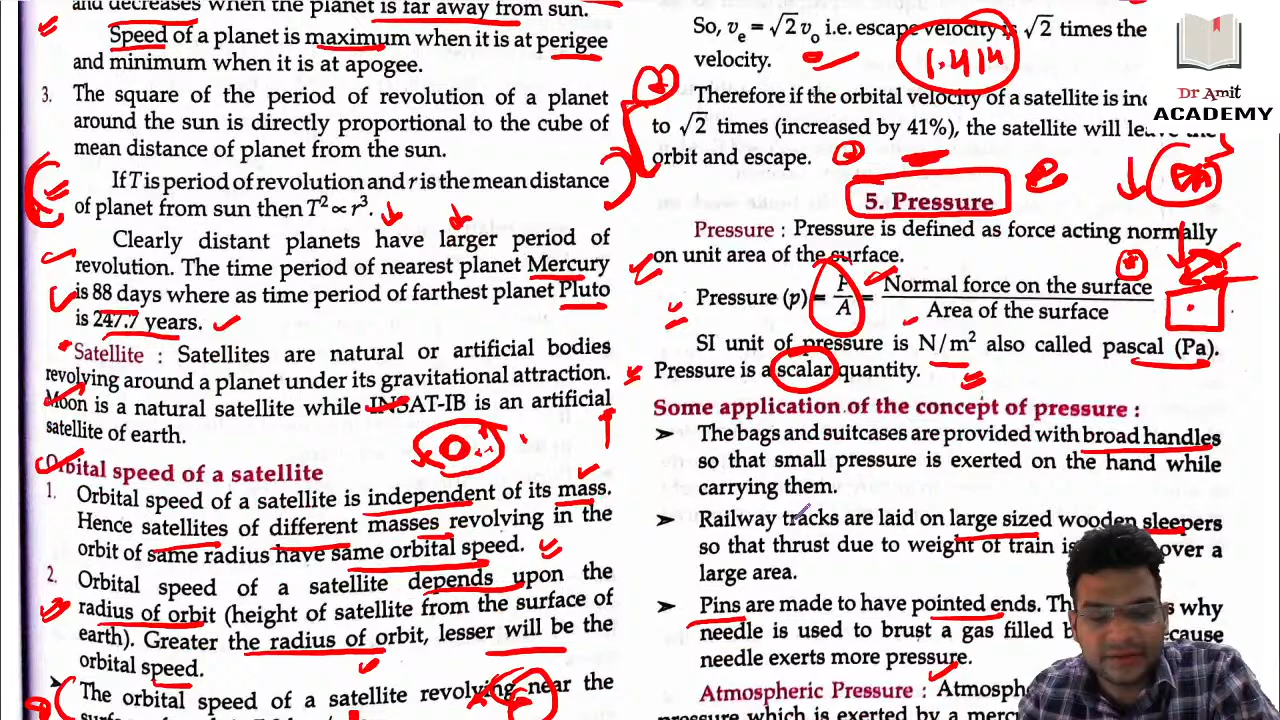 and decreases when the planet is far away from sun.
Speed of a planet is maximum when it is at perigee
and minimum when it is at apogee.
3. The square of the period of revolution of a planet
around the sun is directly proportional to the cube of
mean distance of planet from the sun.
If T is period of revolution and r is the mean distance
of planet from sun then T² ∝ r³.
Clearly distant planets have larger period of
revolution. The time period of nearest planet Mercury
is 88 days where as time period of farthest planet Pluto
is 247.7 years.
Satellite : Satellites are natural or artificial bodies
revolving around a planet under its gravitational attraction.
Moon is a natural satellite while INSAT-IB is an artificial
satellite of earth.
Orbital speed of a satellite
1. Orbital speed of a satellite is independent of its mass.
Hence satellites of different masses revolving in the
orbit of same radius have same orbital speed.
2. Orbital speed of a satellite depends upon the
radius of orbit (height of satellite from the surface of
earth). Greater the radius of orbit, lesser will be the
orbital speed.
➤ The orbital speed of a satellite revolving near the
So, vₑ = √2 vₒ i.e. escape velocity is √2 times the
velocity.
1.414
Therefore if the orbital velocity of a satellite is inc
to √2 times (increased by 41%), the satellite will leave the
orbit and escape.
5. Pressure
Pressure : Pressure is defined as force acting normally
on unit area of the surface.
Pressure (p) = F/A = Normal force on the surface
Area of the surface
SI unit of pressure is N/m² also called pascal (Pa).
Pressure is a scalar quantity.
Some application of the concept of pressure :
➤ The bags and suitcases are provided with broad handles
so that small pressure is exerted on the hand while
carrying them.
➤ Railway tracks are laid on large sized wooden sleepers
so that thrust due to weight of train is over a
large area.
➤ Pins are made to have pointed ends. why
needle is used to brust a gas filled
needle exerts more pressure.
Atmospheric Pressure :
pressure which is exerted by a
Dr Amit
ACADEMY